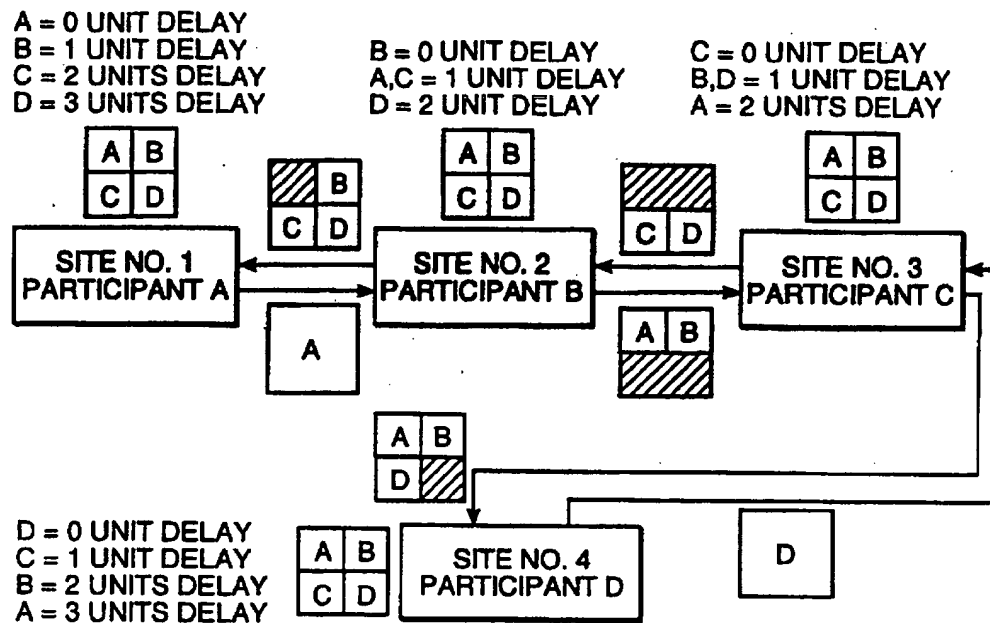 A = 0 UNIT DELAY
B = 1 UNIT DELAY
C = 2 UNITS DELAY
D = 3 UNITS DELAY
B = 0 UNIT DELAY
A,C = 1 UNIT DELAY
D = 2 UNIT DELAY
C = 0 UNIT DELAY
B,D = 1 UNIT DELAY
A = 2 UNITS DELAY
A B
C D
B
C D
A B
C D
C D
A B
C D
SITE NO. 1
PARTICIPANT A
SITE NO. 2
PARTICIPANT B
SITE NO. 3
PARTICIPANT C
A
A B
A B
D
D = 0 UNIT DELAY
C = 1 UNIT DELAY
B = 2 UNITS DELAY
A = 3 UNITS DELAY
A B
C D
SITE NO. 4
PARTICIPANT D
D